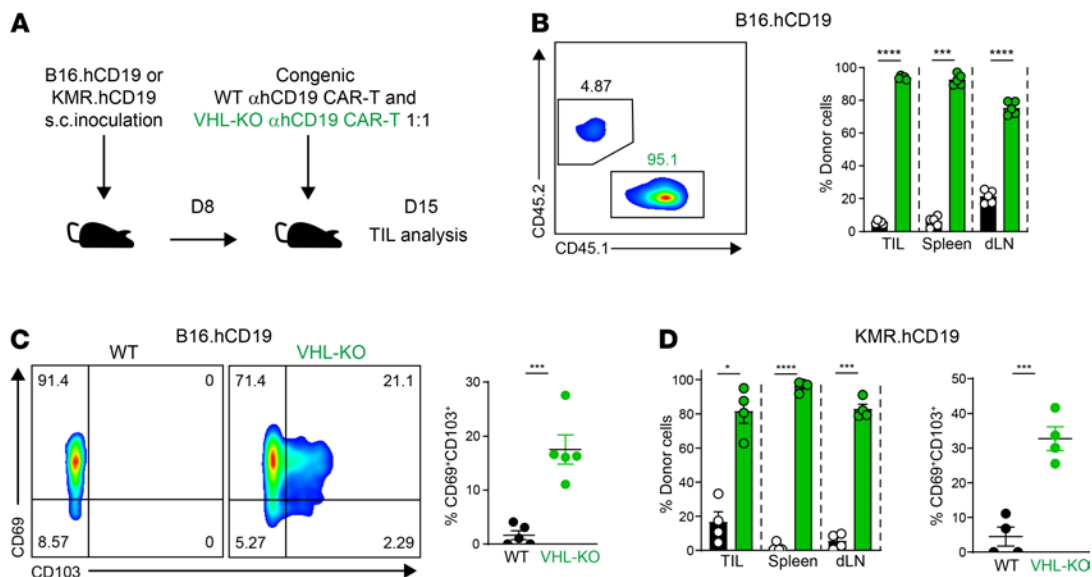 A
B16.hCD19 or
KMR.hCD19
s.c.inoculation
Congenic
WT αhCD19 CAR-T and
VHL-KO αhCD19 CAR-T 1:1
D8
D15
TIL analysis
B
B16.hCD19
4.87
95.1
CD45.2
CD45.1
% Donor cells
100
80
60
40
20
0
****
***
****
TIL
Spleen
dLN
C
B16.hCD19
WT
VHL-KO
91.4
0
8.57
0
71.4
21.1
5.27
2.29
CD69
CD103
% CD69+CD103+
30
20
10
0
***
WT
VHL-KO
D
KMR.hCD19
% Donor cells
100
80
60
40
20
0
*
****
***
TIL
Spleen
dLN
% CD69+CD103+
50
40
30
20
10
0
***
WT
VHL-KO